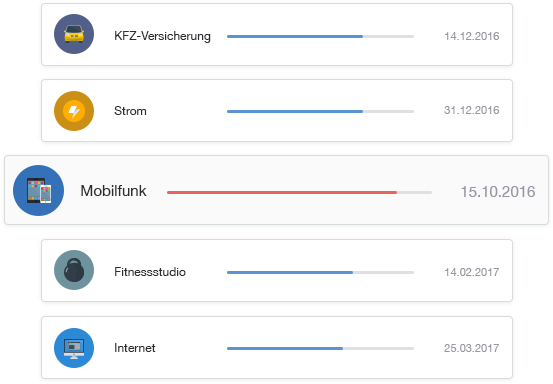 KFZ-Versicherung 14.12.2016
Strom 31.12.2016
Mobilfunk 15.10.2016
Fitnessstudio 14.02.2017
Internet 25.03.2017